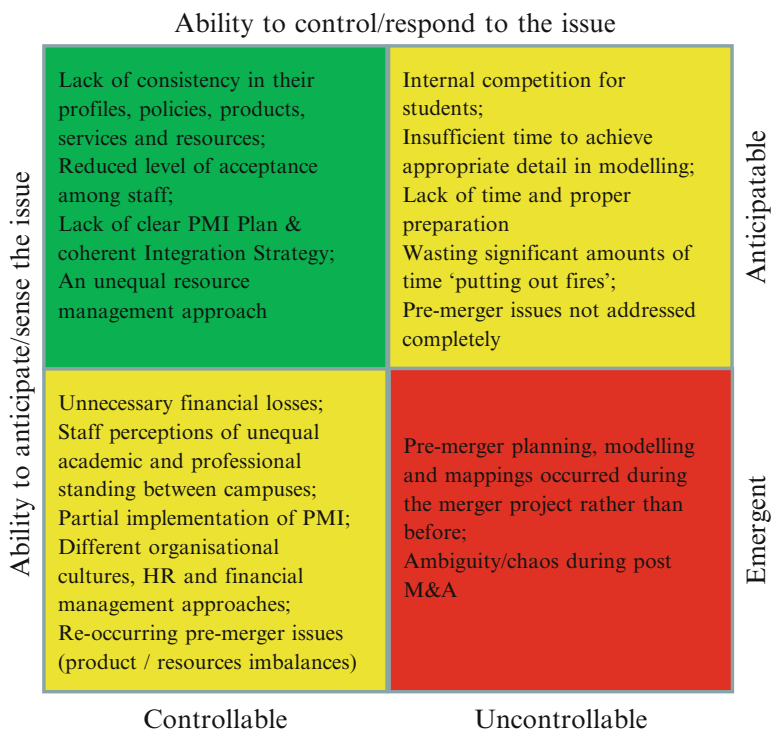 Ability to control/respond to the issue
Ability to anticipate/sense the issue
Lack of consistency in their
profiles, policies, products,
services and resources;
Reduced level of acceptance
among staff;
Lack of clear PMI Plan &
coherent Integration Strategy;
An unequal resource
management approach
Internal competition for
students;
Insufficient time to achieve
appropriate detail in modelling;
Lack of time and proper
preparation
Wasting significant amounts of
time ‘putting out fires’;
Pre-merger issues not addressed
completely
Anticipatable
Unnecessary financial losses;
Staff perceptions of unequal
academic and professional
standing between campuses;
Partial implementation of PMI;
Different organisational
cultures, HR and financial
management approaches;
Re-occurring pre-merger issues
(product / resources imbalances)
Pre-merger planning, modelling
and mappings occurred during
the merger project rather than
before;
Ambiguity/chaos during post
M&A
Emergent
Controllable
Uncontrollable